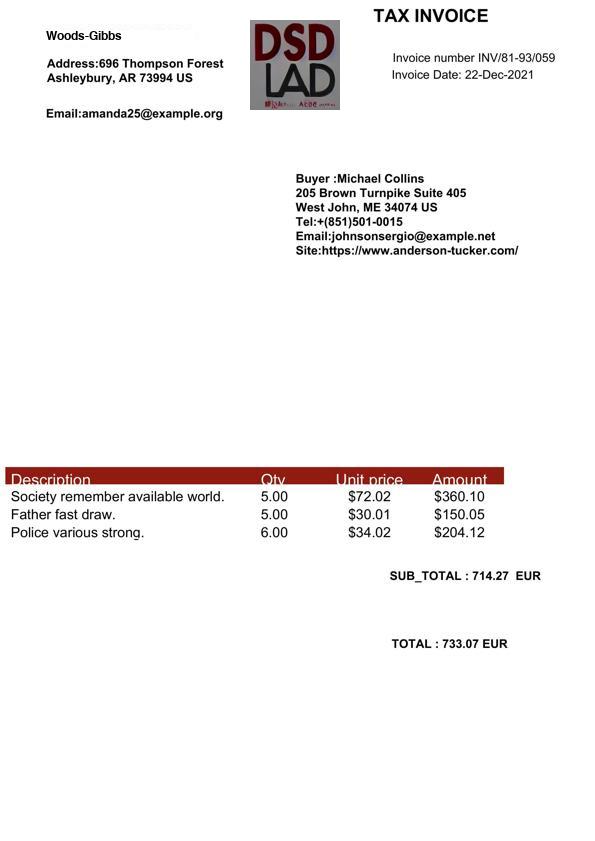 TAX INVOICE
Woods-Gibbs
Address:696 Thompson Forest
Ashleybury, AR 73994 US
Email:amanda25@example.org
DSD
LAD
Invoice number INV/81-93/059
Invoice Date: 22-Dec-2021
Buyer :Michael Collins
205 Brown Turnpike Suite 405
West John, ME 34074 US
Tel:+(851)501-0015
Email:johnsonsergio@example.net
Site:https://www.anderson-tucker.com/
Description Qty Unit price Amount
Society remember available world. 5.00 $72.02 $360.10
Father fast draw. 5.00 $30.01 $150.05
Police various strong. 6.00 $34.02 $204.12
SUB_TOTAL : 714.27 EUR
TOTAL : 733.07 EUR